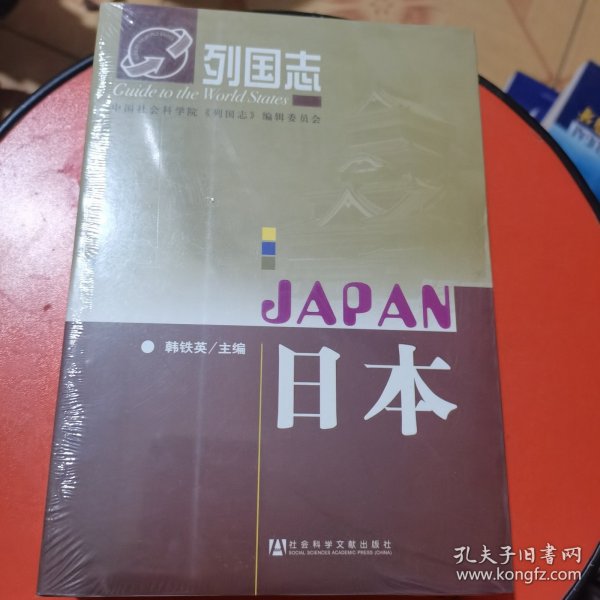 列国志
Guide to the World States
中国社会科学院《列国志》编辑委员会
JAPAN
韩铁英/主编
日本
社会科学文献出版社
SOCIAL SCIENCES ACADEMIC PRESS (CHINA)
孔夫子旧书网
www.kongfz.com